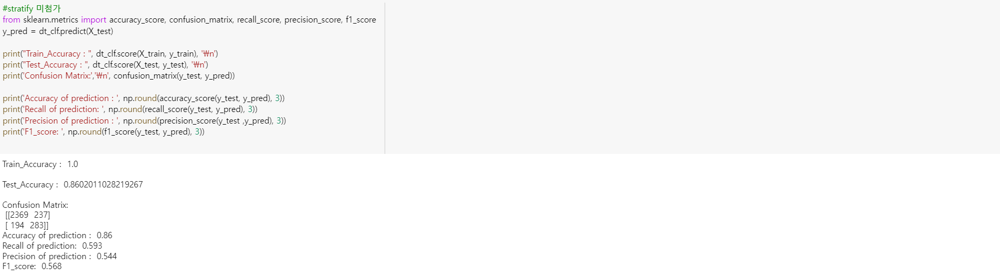 #stratify 미첨가
from sklearn.metrics import accuracy_score, confusion_matrix, recall_score, precision_score, f1_score
y_pred = dt_clf.predict(X_test)
print("Train_Accuracy : ", dt_clf.score(X_train, y_train), '₩n')
print("Test_Accuracy : ", dt_clf.score(X_test, y_test), '₩n')
print('Confusion Matrix:','₩n', confusion_matrix(y_test, y_pred))
print('Accuracy of prediction : ', np.round(accuracy_score(y_test, y_pred), 3))
print('Recall of prediction: ', np.round(recall_score(y_test, y_pred), 3))
print('Precision of prediction : ', np.round(precision_score(y_test ,y_pred), 3))
print('F1_score: ', np.round(f1_score(y_test, y_pred), 3))
Train_Accuracy :  1.0
Test_Accuracy :  0.8602011028219267
Confusion Matrix:
[[2369  237]
[ 194  283]]
Accuracy of prediction :  0.86
Recall of prediction:  0.593
Precision of prediction :  0.544
F1_score:  0.568